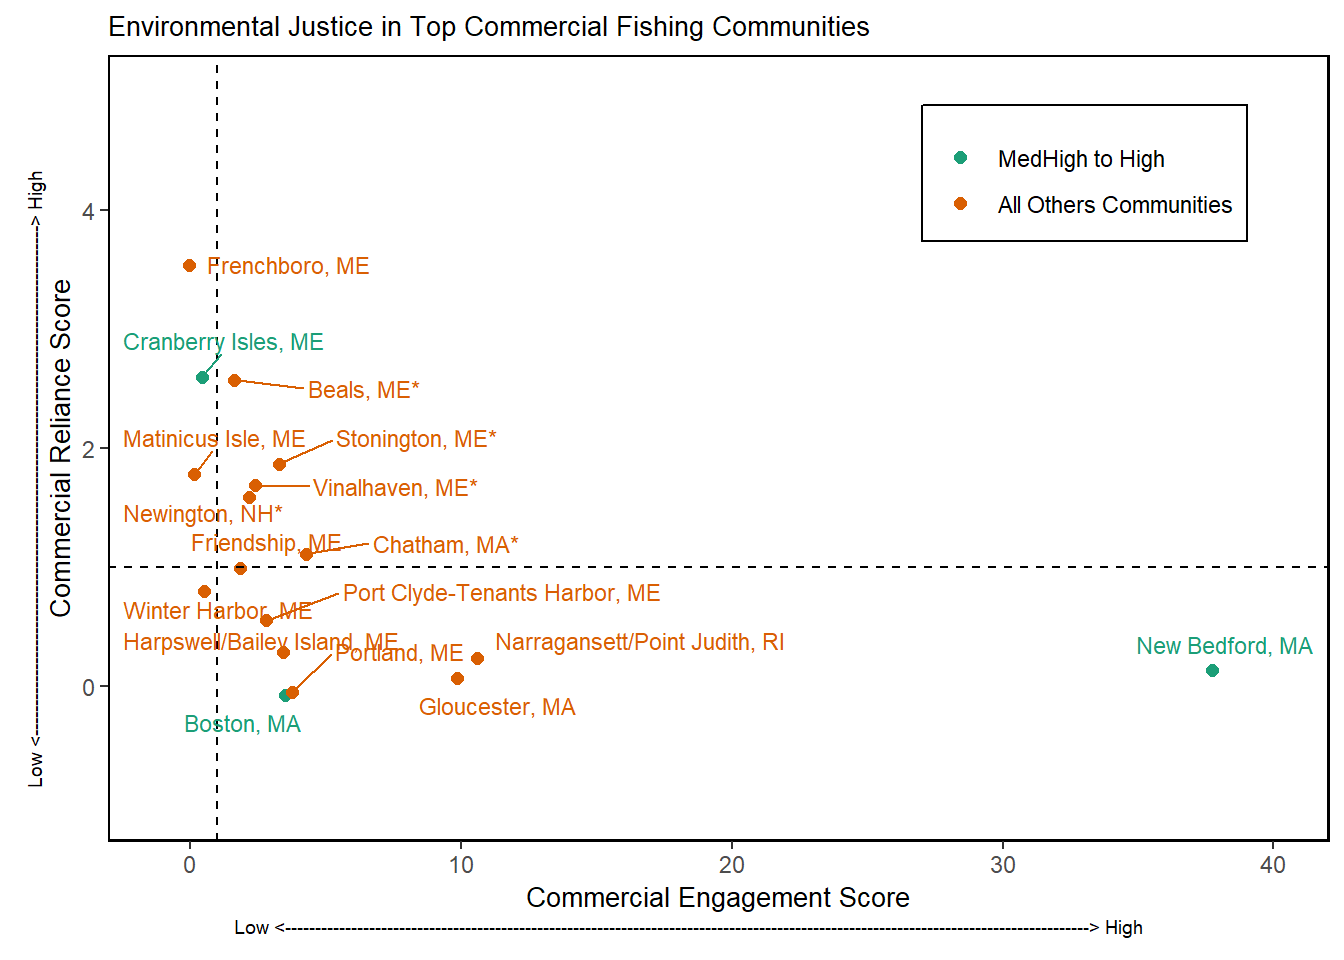 Environmental Justice in Top Commercial Fishing Communities
MedHigh to High
All Others Communities
4
2
0
Commercial Reliance Score
Low <--------------------------------------------------------------------------> High
Frenchboro, ME
Cranberry Isles, ME
Beals, ME*
Matinicus Isle, ME
Stonington, ME*
Vinalhaven, ME*
Newington, NH*
Friendship, ME
Chatham, MA*
Port Clyde-Tenants Harbor, ME
Winter Harbor, ME
Harpswell/Bailey Island, ME
Portland, ME
Narragansett/Point Judith, RI
New Bedford, MA
Gloucester, MA
Boston, MA
0 10 20 30 40
Commercial Engagement Score
Low <--------------------------------------------------------------------------------------------------------------------> High